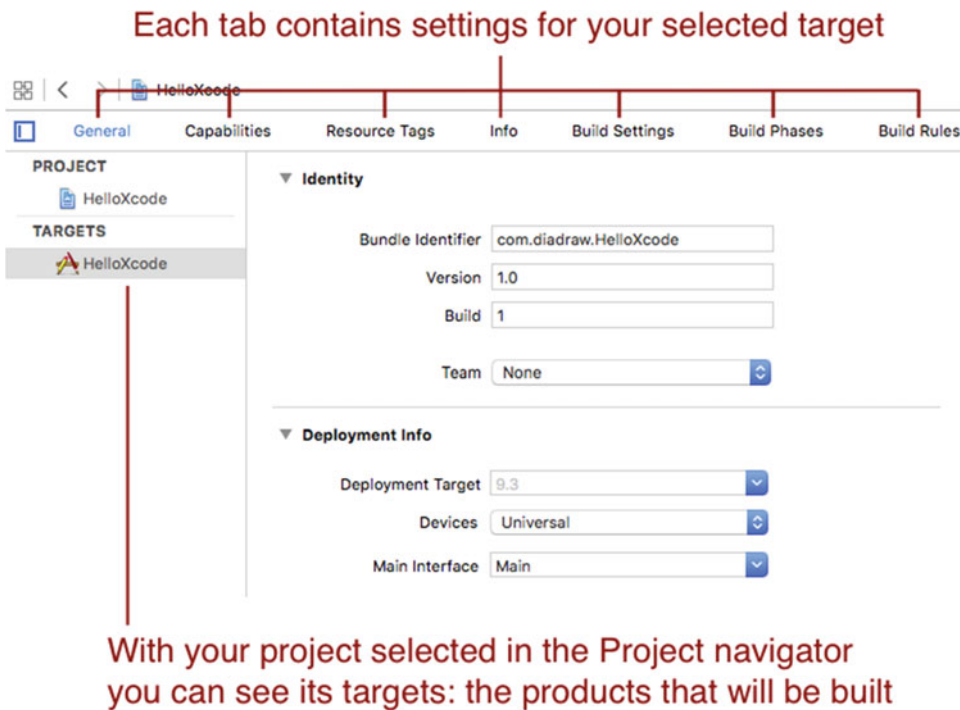 Each tab contains settings for your selected target
HelloXcode
General Capabilities Resource Tags Info Build Settings Build Phases Build Rules
PROJECT
HelloXcode
TARGETS
HelloXcode
Identity
Bundle Identifier com.diadraw.HelloXcode
Version 1.0
Build 1
Team None
Deployment Info
Deployment Target 9.3
Devices Universal
Main Interface Main
With your project selected in the Project navigator
you can see its targets: the products that will be built